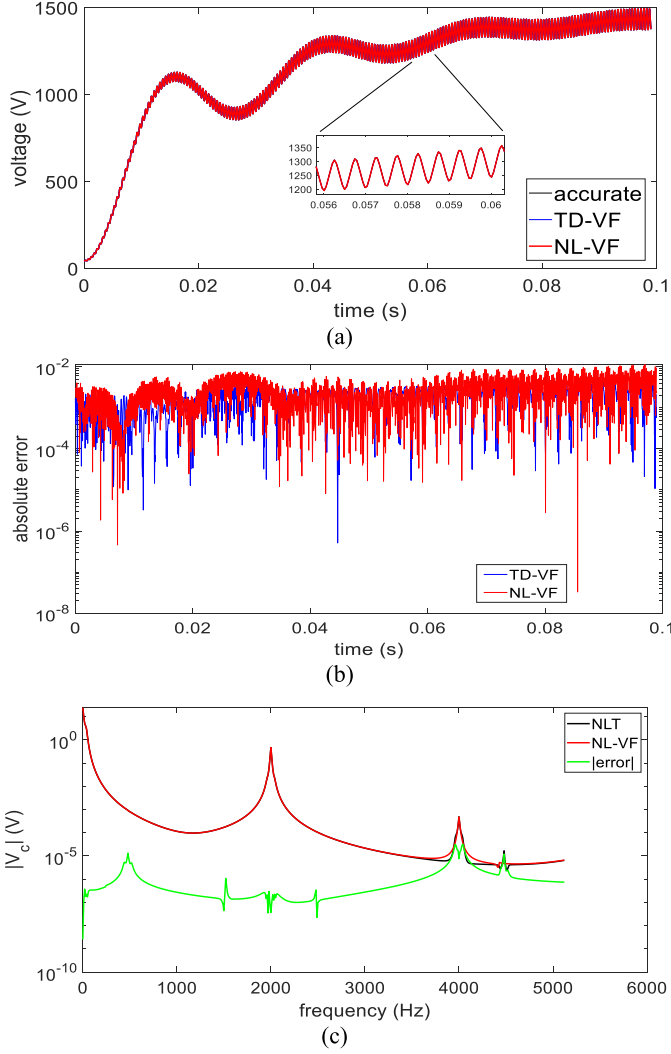 1500
1000
500
0
voltage (V)
1350
1300
1250
1200
0.056 0.057 0.058 0.059 0.06
accurate
TD-VF
NL-VF
0 0.02 0.04 0.06 0.08 0.1
time (s)
(a)
10-2
10-4
10-6
10-8
absolute error
TD-VF
NL-VF
0 0.02 0.04 0.06 0.08 0.1
time (s)
(b)
100
10-5
10-10
|Vc| (V)
NLT
NL-VF
|error|
0 1000 2000 3000 4000 5000 6000
frequency (Hz)
(c)